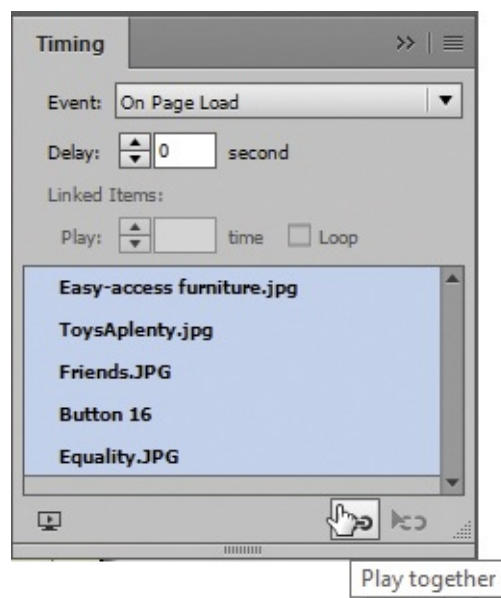 Timing
Event: On Page Load
Delay: 0 second
Linked Items:
Play: time Loop
Easy-access furniture.jpg
ToysAplenty.jpg
Friends.JPG
Button 16
Equality.JPG
Play together